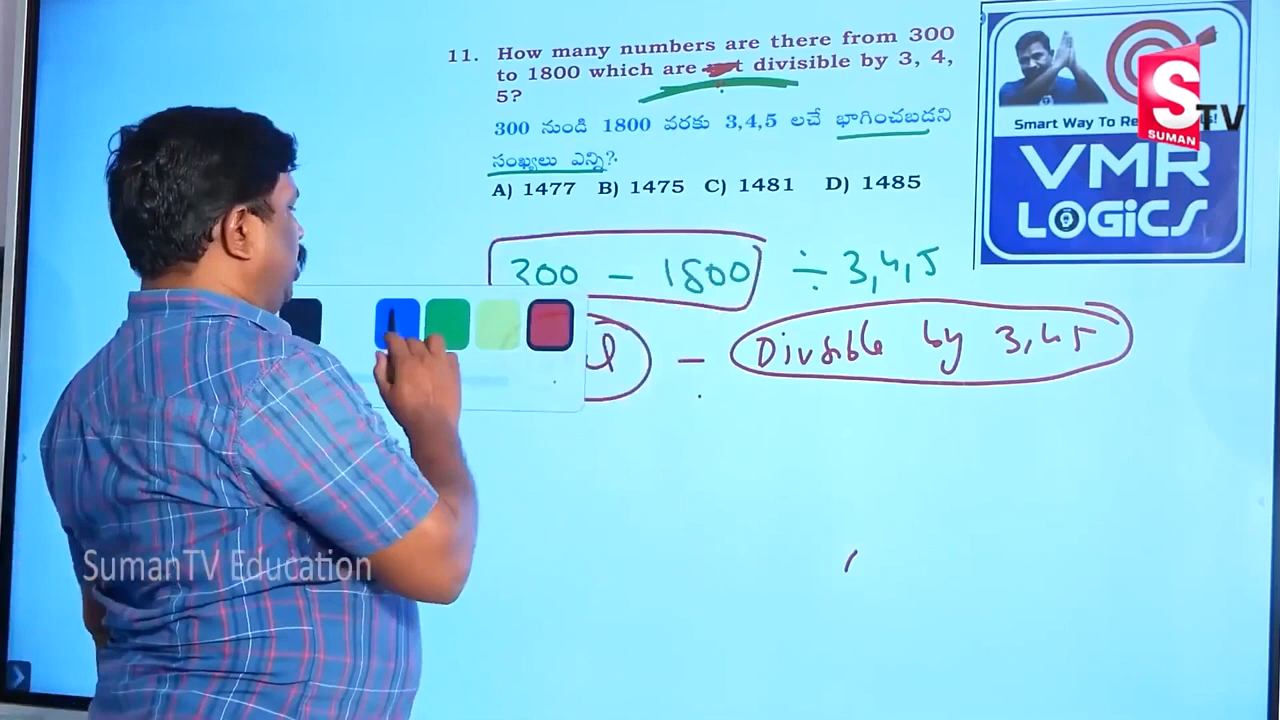 11. How many numbers are there from 300
to 1800 which are divisible by 3, 4,
5?
300 నుండి 1800 వరకు 3,4,5 లచే భాగించబడని
సంఖ్యలు ఎన్ని?
A) 1477 B) 1475 C) 1481 D) 1485
300 – 1800 ÷ 3,4,5
– Divisible by 3,4,5
Smart Way To
VMR
LOGiCS
S TV
SUMAN
SumanTV Education